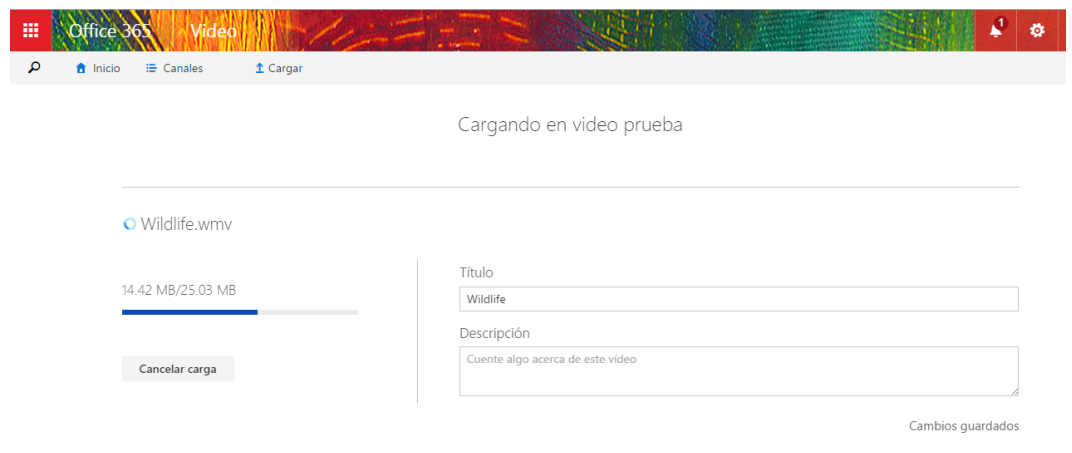 Office 365 Video 1
Inicio Canales Cargar
Cargando en video prueba
Wildlife.wmv
14.42 MB/25.03 MB
Cancelar carga
Título
Wildlife
Descripción
Cuente algo acerca de este vídeo
Cambios guardados